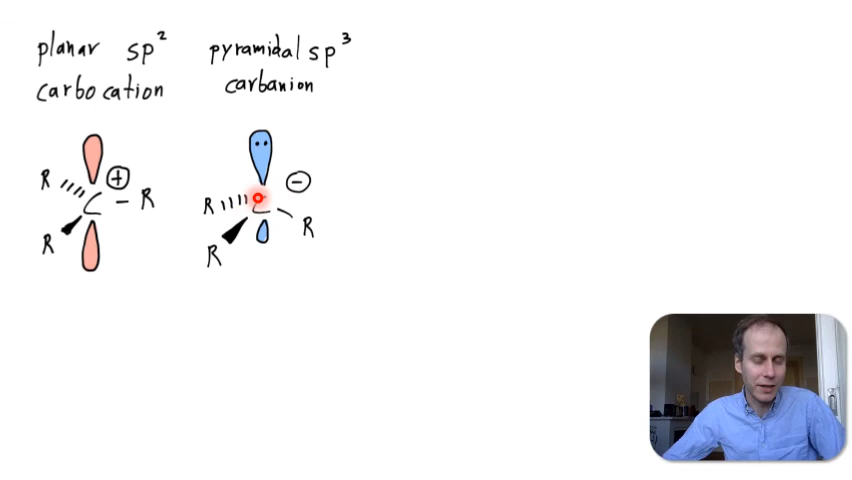 planar sp²
carbocation
pyramidal sp³
carbanion
R
+
C
R
R
R
C
−
R
R